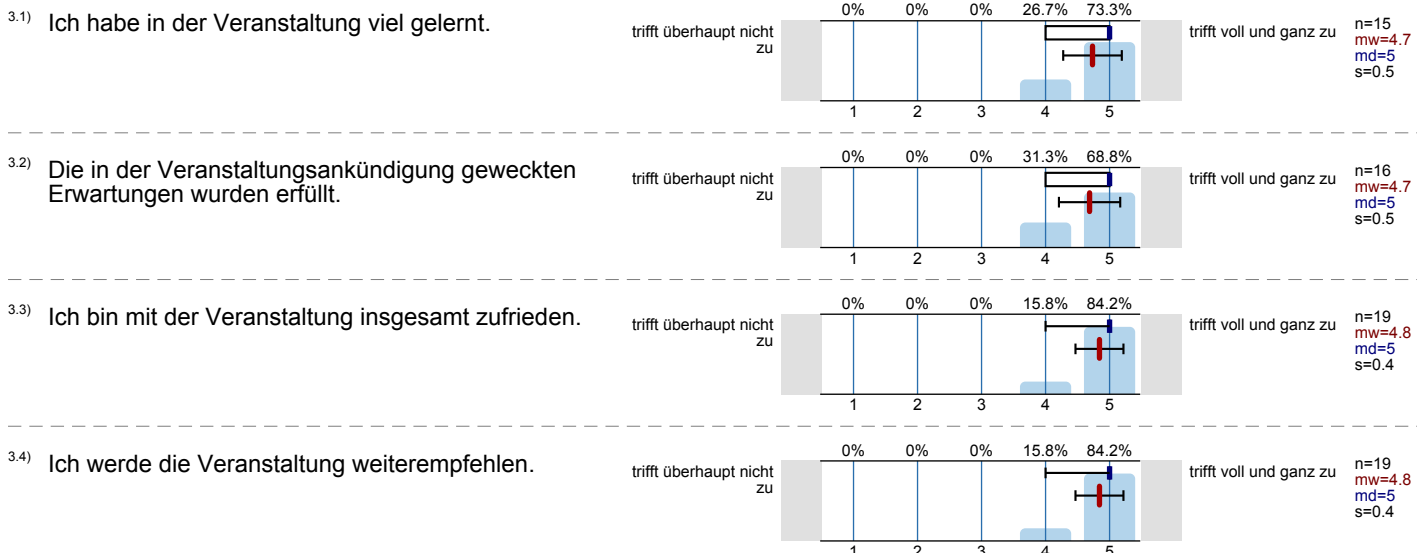 3.1) Ich habe in der Veranstaltung viel gelernt.
trifft überhaupt nicht
zu
0% 0% 0% 26.7% 73.3%
1 2 3 4 5
trifft voll und ganz zu
n=15
mw=4.7
md=5
s=0.5
3.2) Die in der Veranstaltungsankündigung geweckten
Erwartungen wurden erfüllt.
trifft überhaupt nicht
zu
0% 0% 0% 31.3% 68.8%
1 2 3 4 5
trifft voll und ganz zu
n=16
mw=4.7
md=5
s=0.5
3.3) Ich bin mit der Veranstaltung insgesamt zufrieden.
trifft überhaupt nicht
zu
0% 0% 0% 15.8% 84.2%
1 2 3 4 5
trifft voll und ganz zu
n=19
mw=4.8
md=5
s=0.4
3.4) Ich werde die Veranstaltung weiterempfehlen.
trifft überhaupt nicht
zu
0% 0% 0% 15.8% 84.2%
1 2 3 4 5
trifft voll und ganz zu
n=19
mw=4.8
md=5
s=0.4